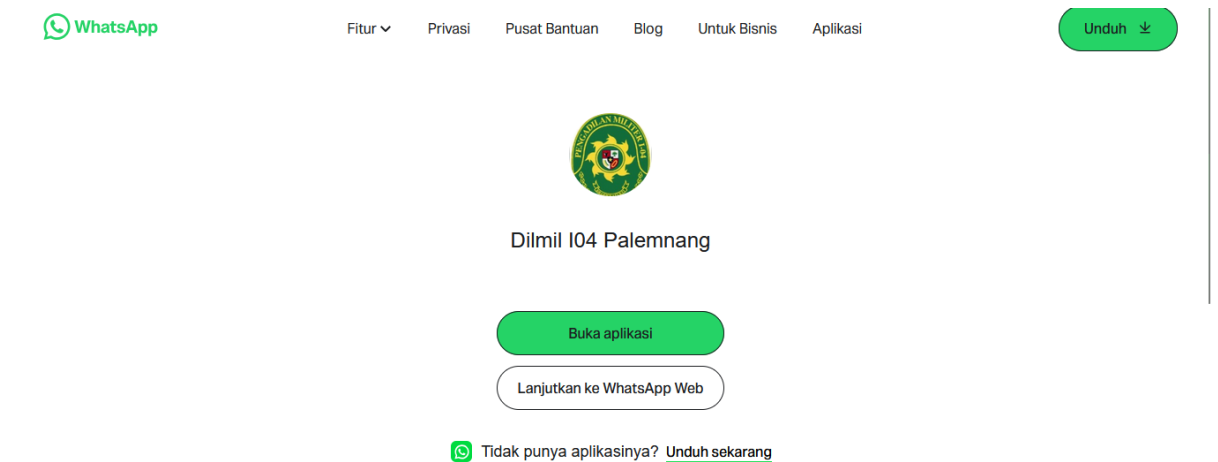 WhatsApp
Fitur Privasi Pusat Bantuan Blog Untuk Bisnis Aplikasi
Unduh
PENGADILAN MILITER I-04
Dilmil I04 Palemnang
Buka aplikasi
Lanjutkan ke WhatsApp Web
Tidak punya aplikasinya? Unduh sekarang